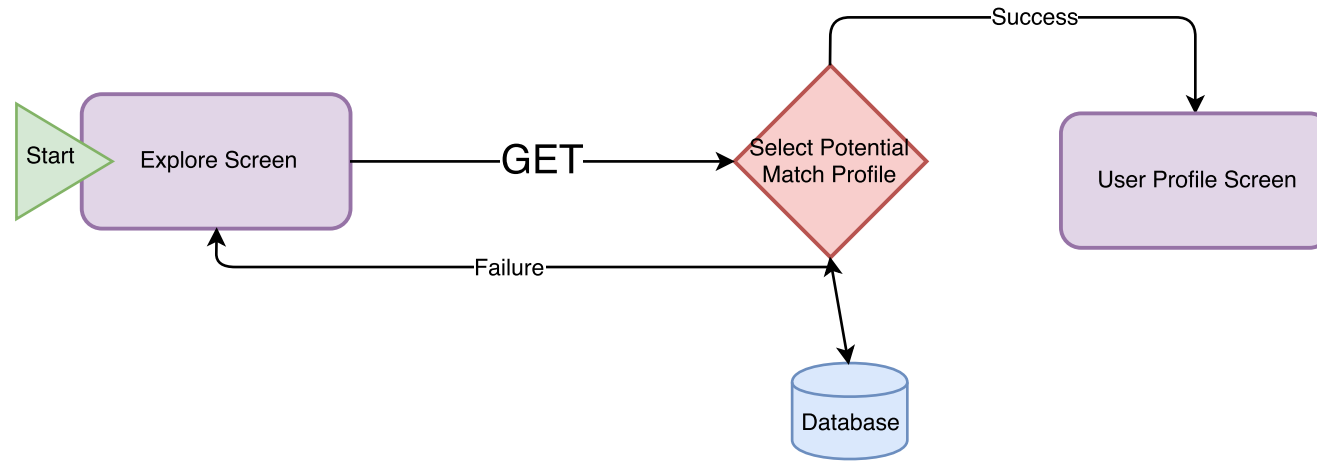 Success
Start
Explore Screen
GET
Select Potential
Match Profile
User Profile Screen
Failure
Database